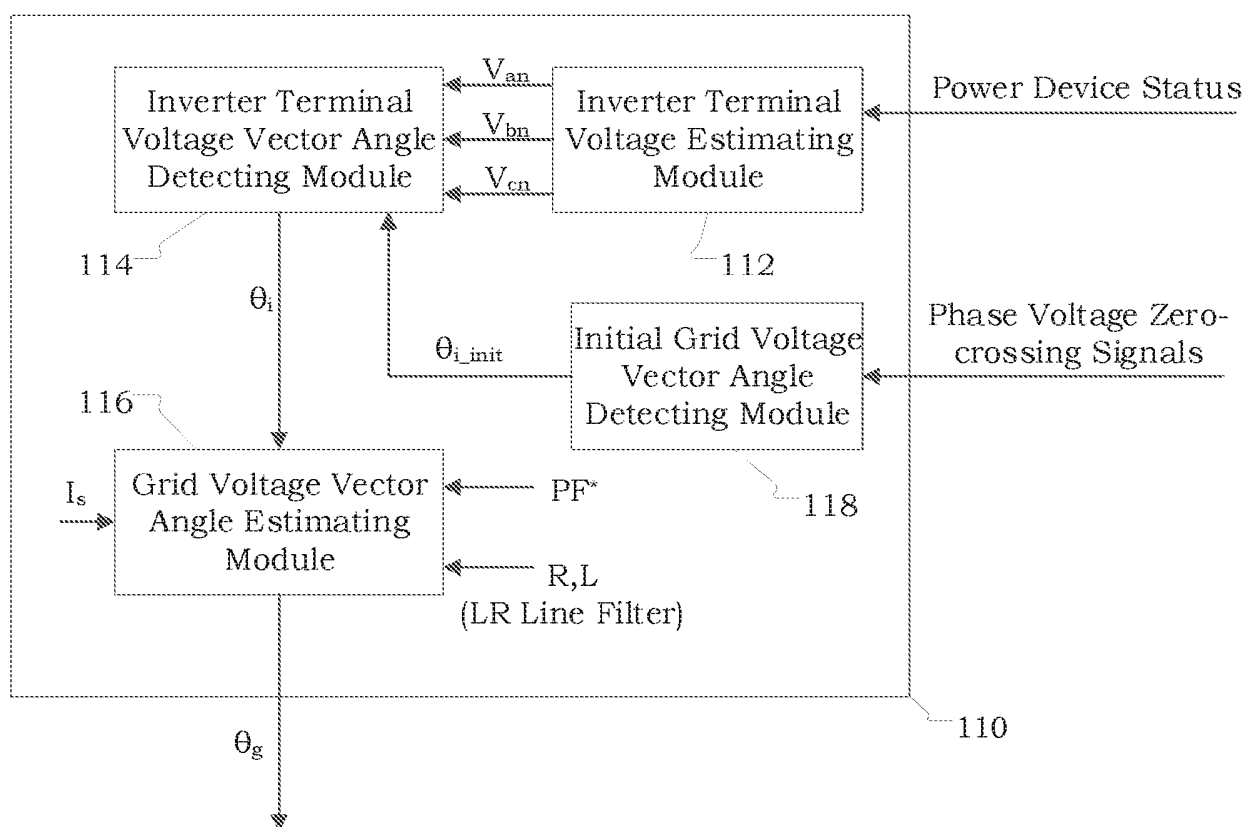 V_an
Inverter Terminal
Voltage Vector Angle
Detecting Module
V_bn
V_cn
Inverter Terminal
Voltage Estimating
Module
Power Device Status
114
112
θ_i
θ_i_init
Initial Grid Voltage
Vector Angle
Detecting Module
Phase Voltage Zero-
crossing Signals
116
118
I_s
Grid Voltage Vector
Angle Estimating
Module
PF*
R,L
(LR Line Filter)
110
θ_g